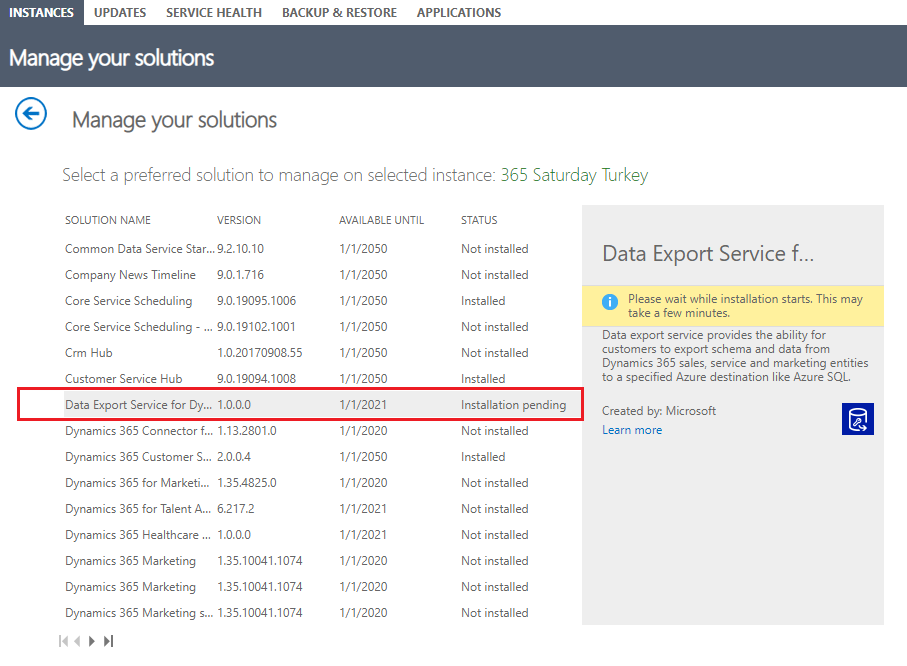 INSTANCES UPDATES SERVICE HEALTH BACKUP & RESTORE APPLICATIONS
Manage your solutions
Manage your solutions
Select a preferred solution to manage on selected instance: 365 Saturday Turkey
SOLUTION NAME VERSION AVAILABLE UNTIL STATUS
Common Data Service Star... 9.2.10.10 1/1/2050 Not installed
Company News Timeline 9.0.1.716 1/1/2050 Not installed
Core Service Scheduling 9.0.19095.1006 1/1/2050 Installed
Core Service Scheduling - ... 9.0.19102.1001 1/1/2050 Not installed
Crm Hub 1.0.20170908.55 1/1/2050 Not installed
Customer Service Hub 9.0.19094.1008 1/1/2050 Installed
Data Export Service for Dy... 1.0.0.0 1/1/2021 Installation pending
Dynamics 365 Connector f... 1.13.2801.0 1/1/2020 Not installed
Dynamics 365 Customer S... 2.0.0.4 1/1/2050 Installed
Dynamics 365 for Marketi... 1.35.4825.0 1/1/2020 Not installed
Dynamics 365 for Talent A... 6.217.2 1/1/2021 Not installed
Dynamics 365 Healthcare ... 1.0.0.0 1/1/2021 Not installed
Dynamics 365 Marketing 1.35.10041.1074 1/1/2020 Not installed
Dynamics 365 Marketing 1.35.10041.1074 1/1/2020 Not installed
Dynamics 365 Marketing s... 1.35.10041.1074 1/1/2020 Not installed
Data Export Service f...
Please wait while installation starts. This may
take a few minutes.
Data export service provides the ability for
customers to export schema and data from
Dynamics 365 sales, service and marketing entities
to a specified Azure destination like Azure SQL.
Created by: Microsoft
Learn more